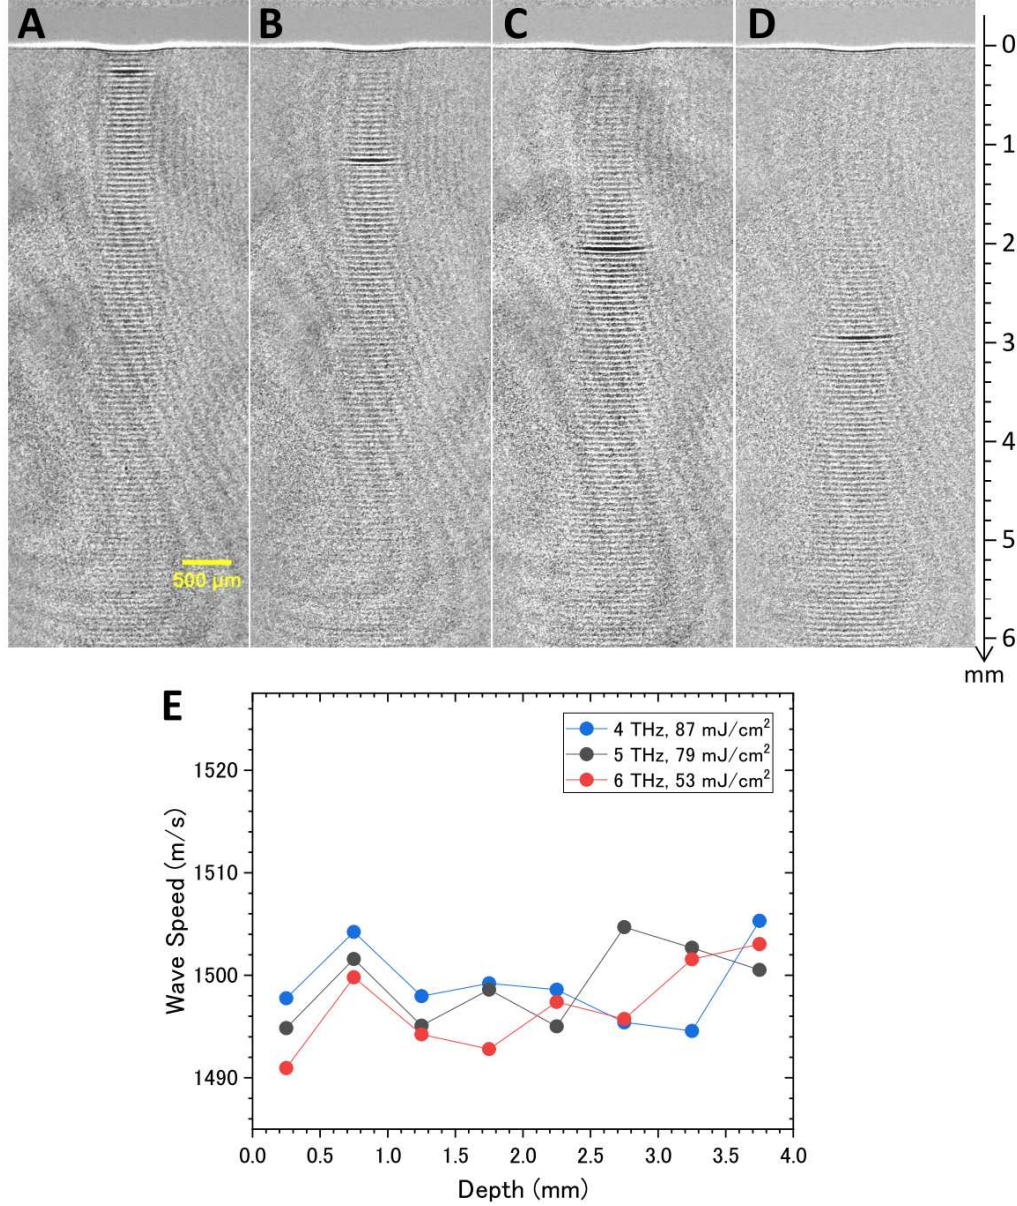 A
B
C
D
0
1
2
3
4
5
6
mm
500 μm
E
4 THz, 87 mJ/cm²
5 THz, 79 mJ/cm²
6 THz, 53 mJ/cm²
1520
1510
1500
1490
Wave Speed (m/s)
0.0 0.5 1.0 1.5 2.0 2.5 3.0 3.5 4.0
Depth (mm)